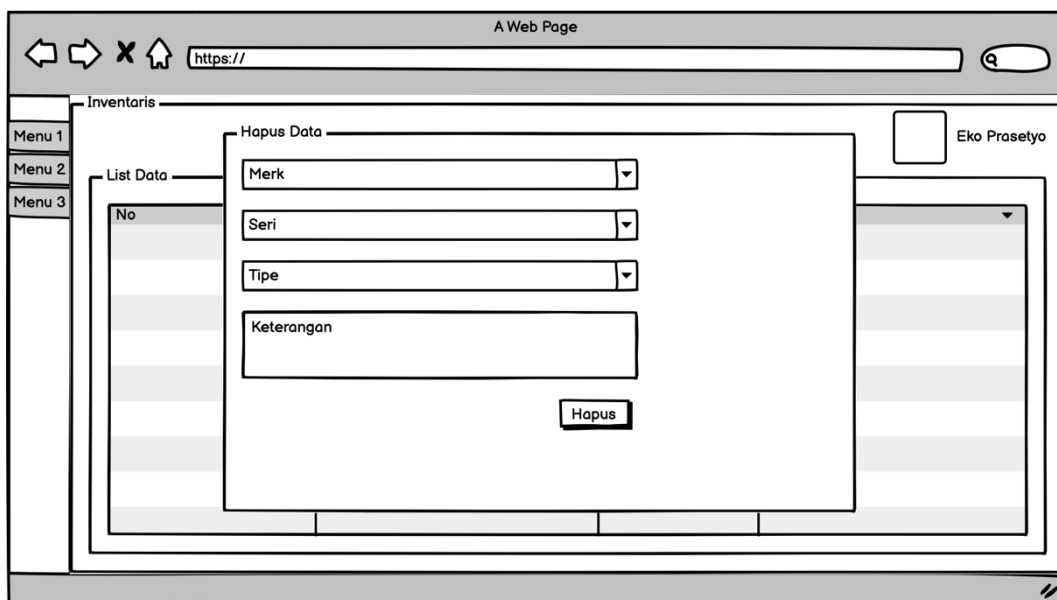 A Web Page
https://
Inventaris
Eko Prasetyo
Menu 1
Menu 2
Menu 3
List Data
No
Hapus Data
Merk
Seri
Tipe
Keterangan
Hapus